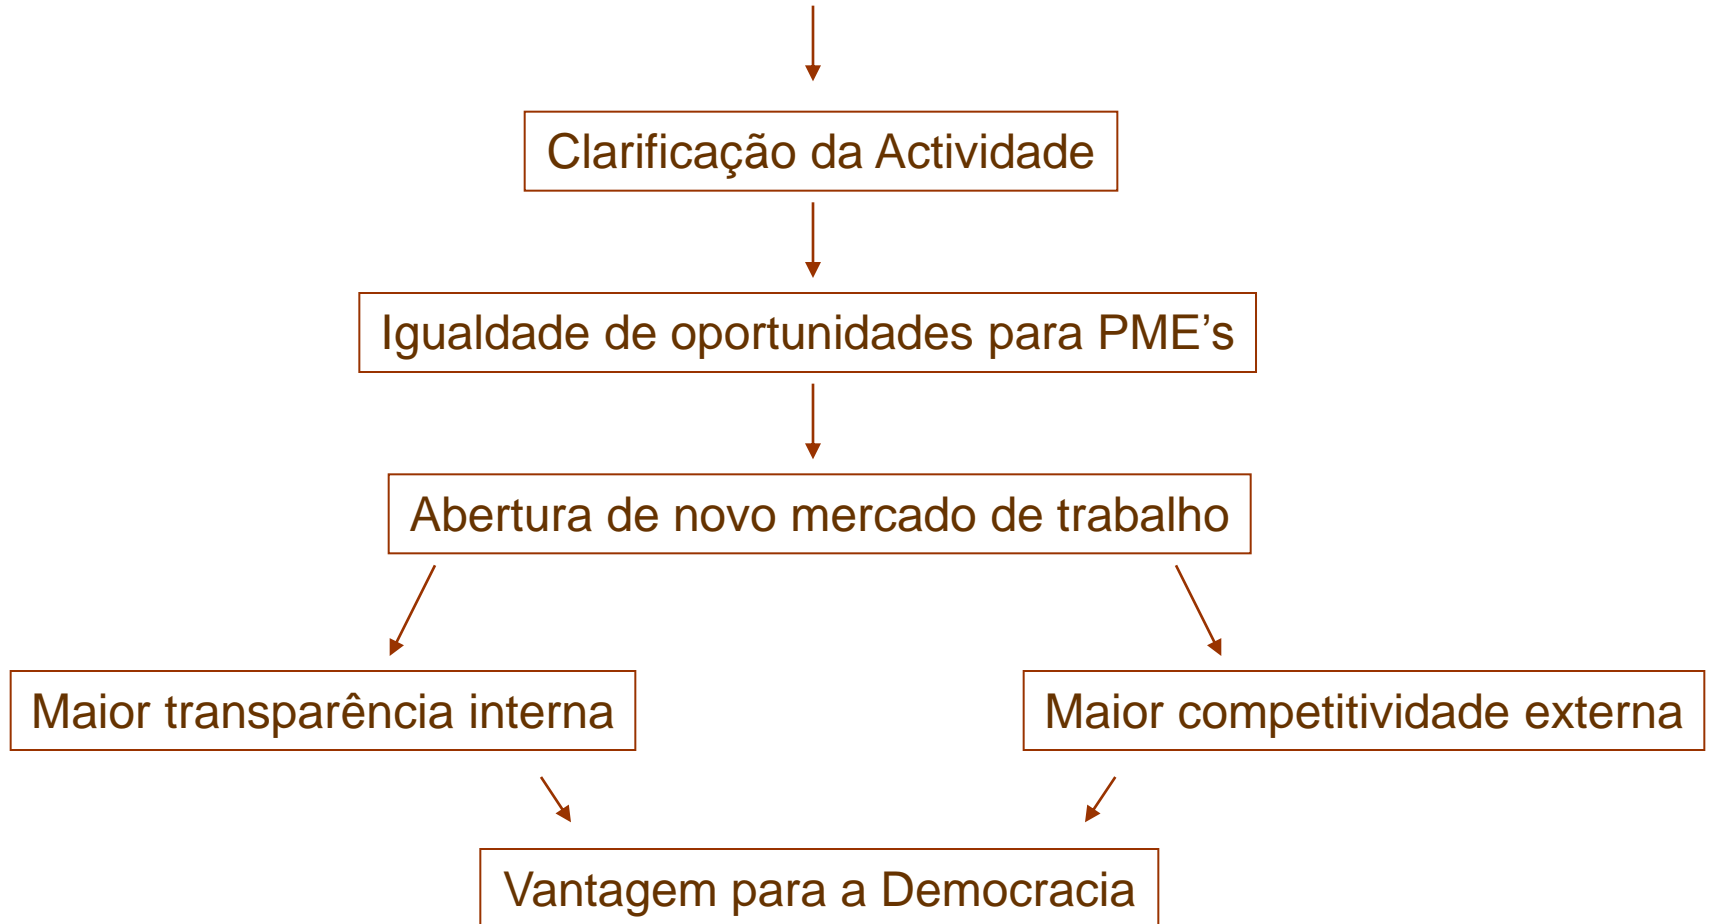 Clarificação da Actividade
Igualdade de oportunidades para PME’s
Abertura de novo mercado de trabalho
Maior transparência interna
Maior competitividade externa
Vantagem para a Democracia